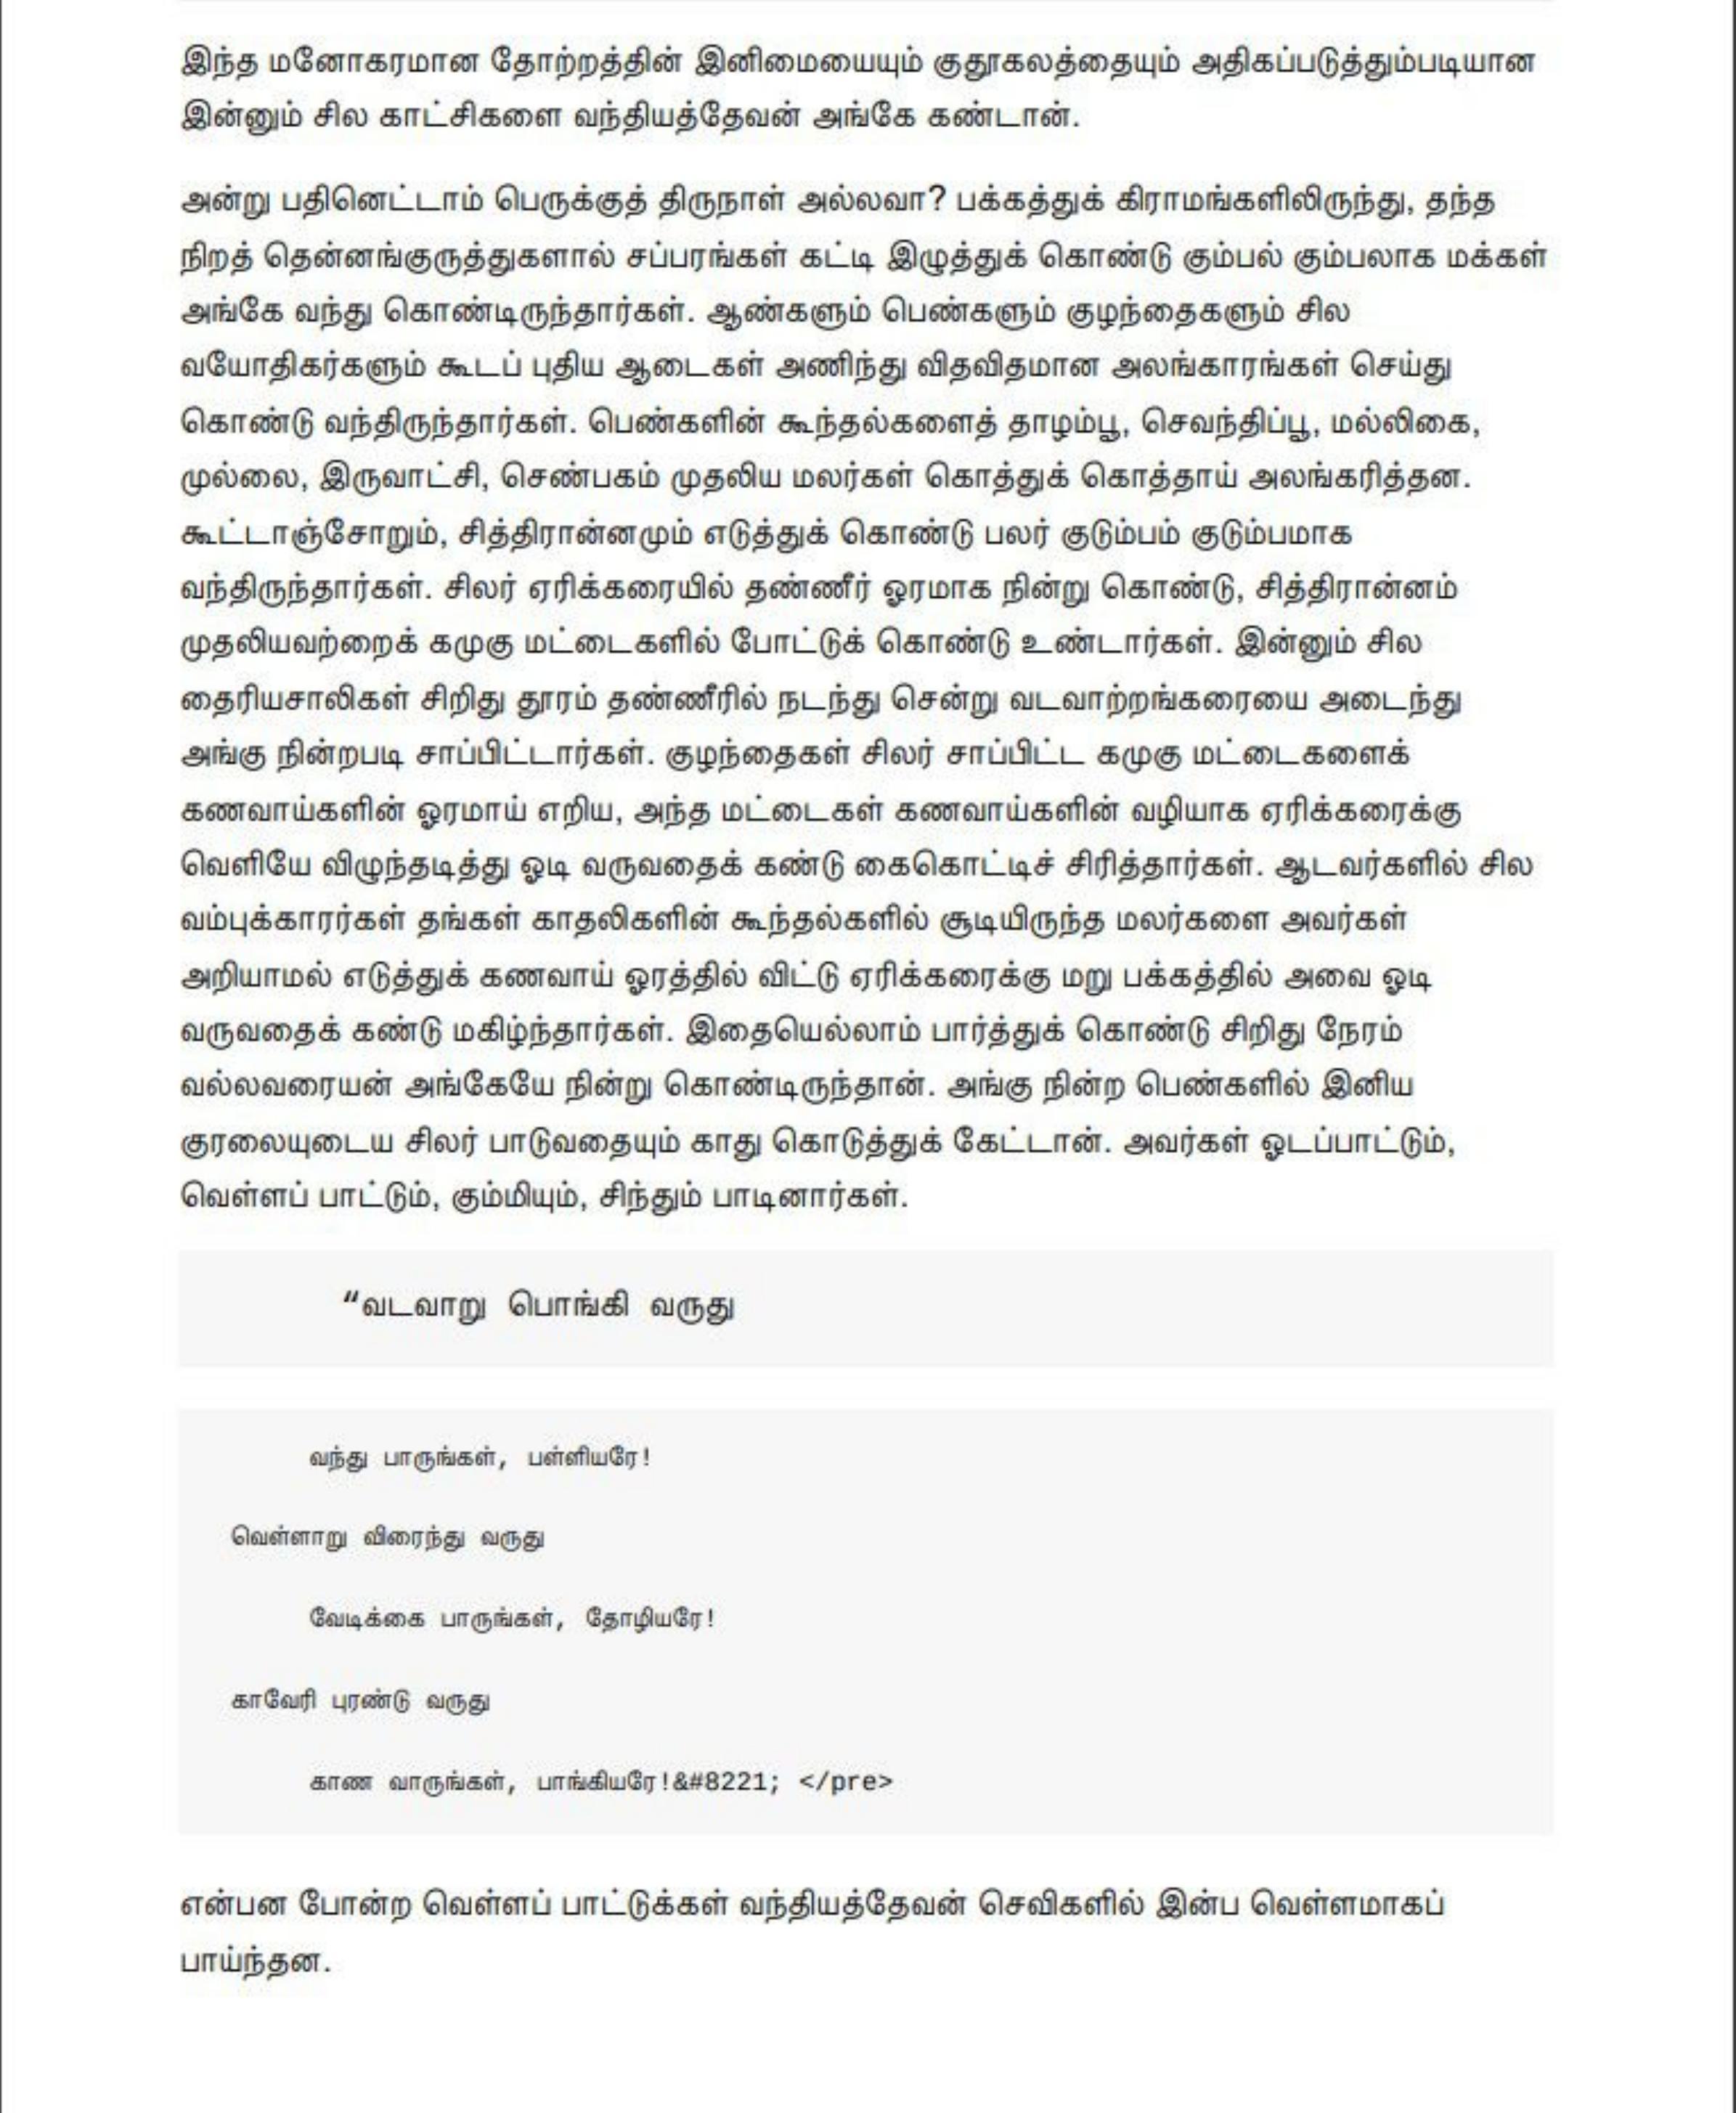 இந்த மனோகரமான தோற்றத்தின் இனிமையையும் குதூகலத்தையும் அதிகப்படுத்தும்படியான
இன்னும் சில காட்சிகளை வந்தியத்தேவன் அங்கே கண்டான்.
அன்று பதினெட்டாம் பெருக்குத் திருநாள் அல்லவா? பக்கத்துக் கிராமங்களிலிருந்து, தந்த
நிறத் தென்னங்குருத்துகளால் சப்பரங்கள் கட்டி இழுத்துக் கொண்டு கும்பல் கும்பலாக மக்கள்
அங்கே வந்து கொண்டிருந்தார்கள். ஆண்களும் பெண்களும் குழந்தைகளும் சில
வயோதிகர்களும் கூடப் புதிய ஆடைகள் அணிந்து விதவிதமான அலங்காரங்கள் செய்து
கொண்டு வந்திருந்தார்கள். பெண்களின் கூந்தல்களைத் தாழம்பூ, செவந்திப்பூ, மல்லிகை,
முல்லை, இருவாட்சி, செண்பகம் முதலிய மலர்கள் கொத்துக் கொத்தாய் அலங்கரித்தன.
கூட்டாஞ்சோறும், சித்திரான்னமும் எடுத்துக் கொண்டு பலர் குடும்பம் குடும்பமாக
வந்திருந்தார்கள். சிலர் ஏரிக்கரையில் தண்ணீர் ஓரமாக நின்று கொண்டு, சித்திரான்னம்
முதலியவற்றைக் கமுகு மட்டைகளில் போட்டுக் கொண்டு உண்டார்கள். இன்னும் சில
தைரியசாலிகள் சிறிது தூரம் தண்ணீரில் நடந்து சென்று வடவாற்றங்கரையை அடைந்து
அங்கு நின்றபடி சாப்பிட்டார்கள். குழந்தைகள் சிலர் சாப்பிட்ட கமுகு மட்டைகளைக்
கணவாய்களின் ஓரமாய் எறிய, அந்த மட்டைகள் கணவாய்களின் வழியாக ஏரிக்கரைக்கு
வெளியே விழுந்தடித்து ஓடி வருவதைக் கண்டு கைகொட்டிச் சிரித்தார்கள். ஆடவர்களில் சில
வம்புக்காரர்கள் தங்கள் காதலிகளின் கூந்தல்களில் சூடியிருந்த மலர்களை அவர்கள்
அறியாமல் எடுத்துக் கணவாய் ஓரத்தில் விட்டு ஏரிக்கரைக்கு மறு பக்கத்தில் அவை ஓடி
வருவதைக் கண்டு மகிழ்ந்தார்கள். இதையெல்லாம் பார்த்துக் கொண்டு சிறிது நேரம்
வல்லவரையன் அங்கேயே நின்று கொண்டிருந்தான். அங்கு நின்ற பெண்களில் இனிய
குரலையுடைய சிலர் பாடுவதையும் காது கொடுத்துக் கேட்டான். அவர்கள் ஓடப்பாட்டும்,
வெள்ளப் பாட்டும், கும்மியும், சிந்தும் பாடினார்கள்.
“வடவாறு பொங்கி வருது
வந்து பாருங்கள், பள்ளியரே!
வெள்ளாறு விரைந்து வருது
வேடிக்கை பாருங்கள், தோழியரே!
காவேரி புரண்டு வருது
காண வாருங்கள், பாங்கியரே!&#8221; </pre>
என்பன போன்ற வெள்ளப் பாட்டுக்கள் வந்தியத்தேவன் செவிகளில் இன்ப வெள்ளமாகப்
பாய்ந்தன.